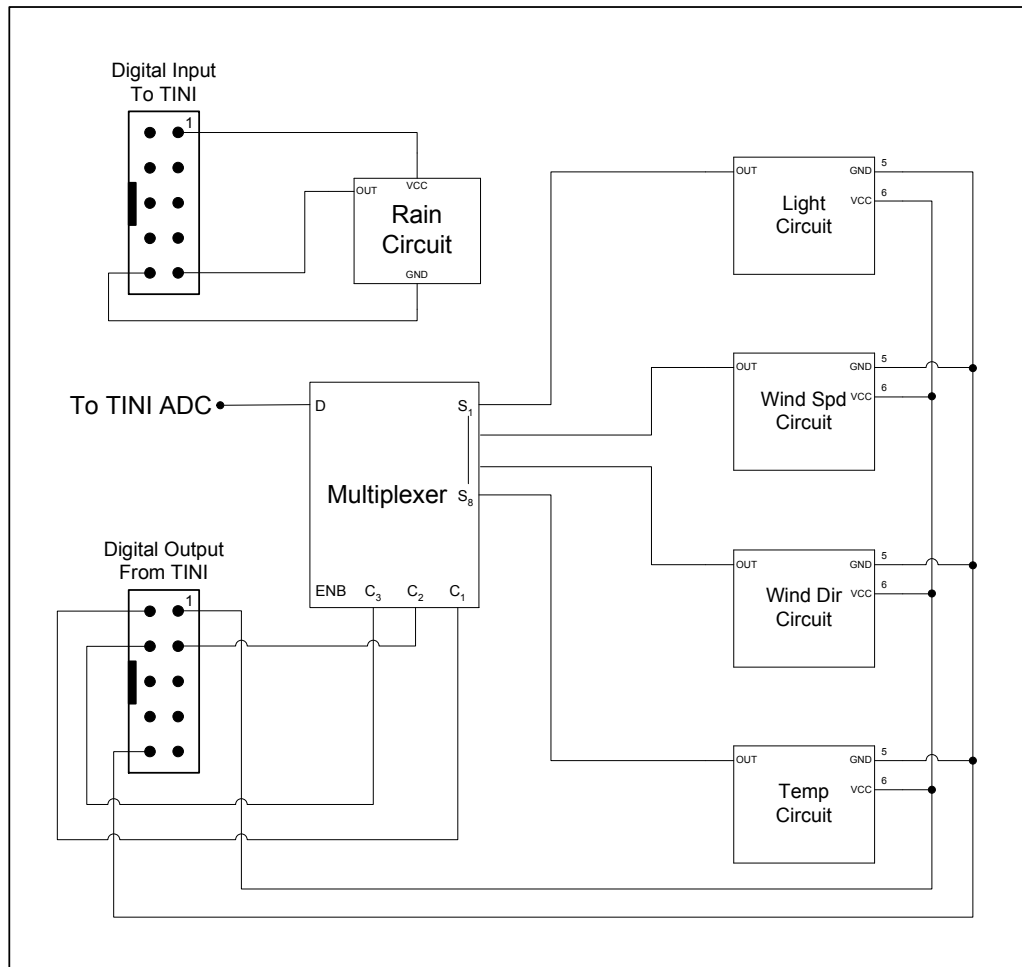 Digital Input
To TINI
1
VCC
OUT
Rain
Circuit
GND
OUT
GND
5
VCC
6
Light
Circuit
OUT
GND
5
VCC
6
Wind Spd
Circuit
To TINI ADC
D
S1
Multiplexer
S8
ENB
C3
C2
C1
Digital Output
From TINI
1
OUT
GND
5
VCC
6
Wind Dir
Circuit
OUT
GND
5
VCC
6
Temp
Circuit